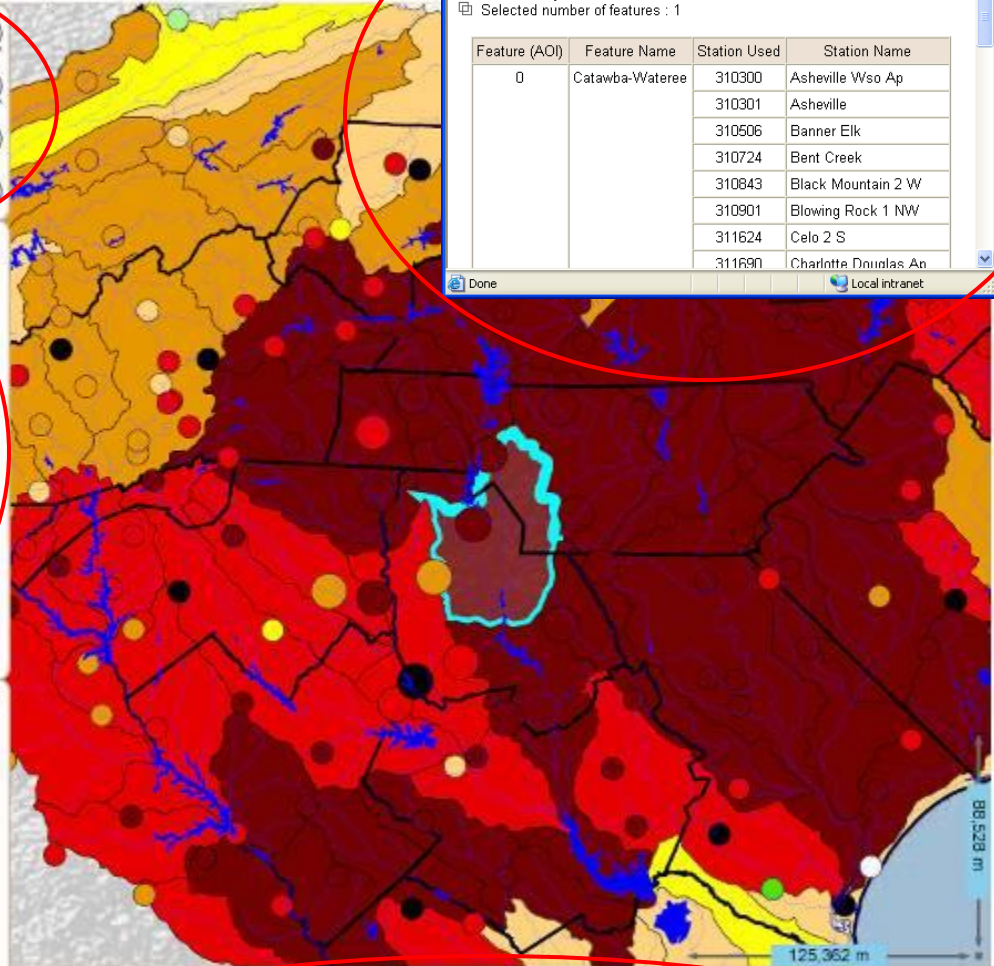 Selected number of features : 1
Feature (AOI) Feature Name Station Used Station Name
0 Catawba-Wateree 310300 Asheville Wso Ap
310301 Asheville
310506 Banner Elk
310724 Bent Creek
310843 Black Mountain 2 W
310901 Blowing Rock 1 NW
311624 Celo 2 S
311690 Charlotte Douglas Ap
Done Local intranet
88,528 m
125,362 m